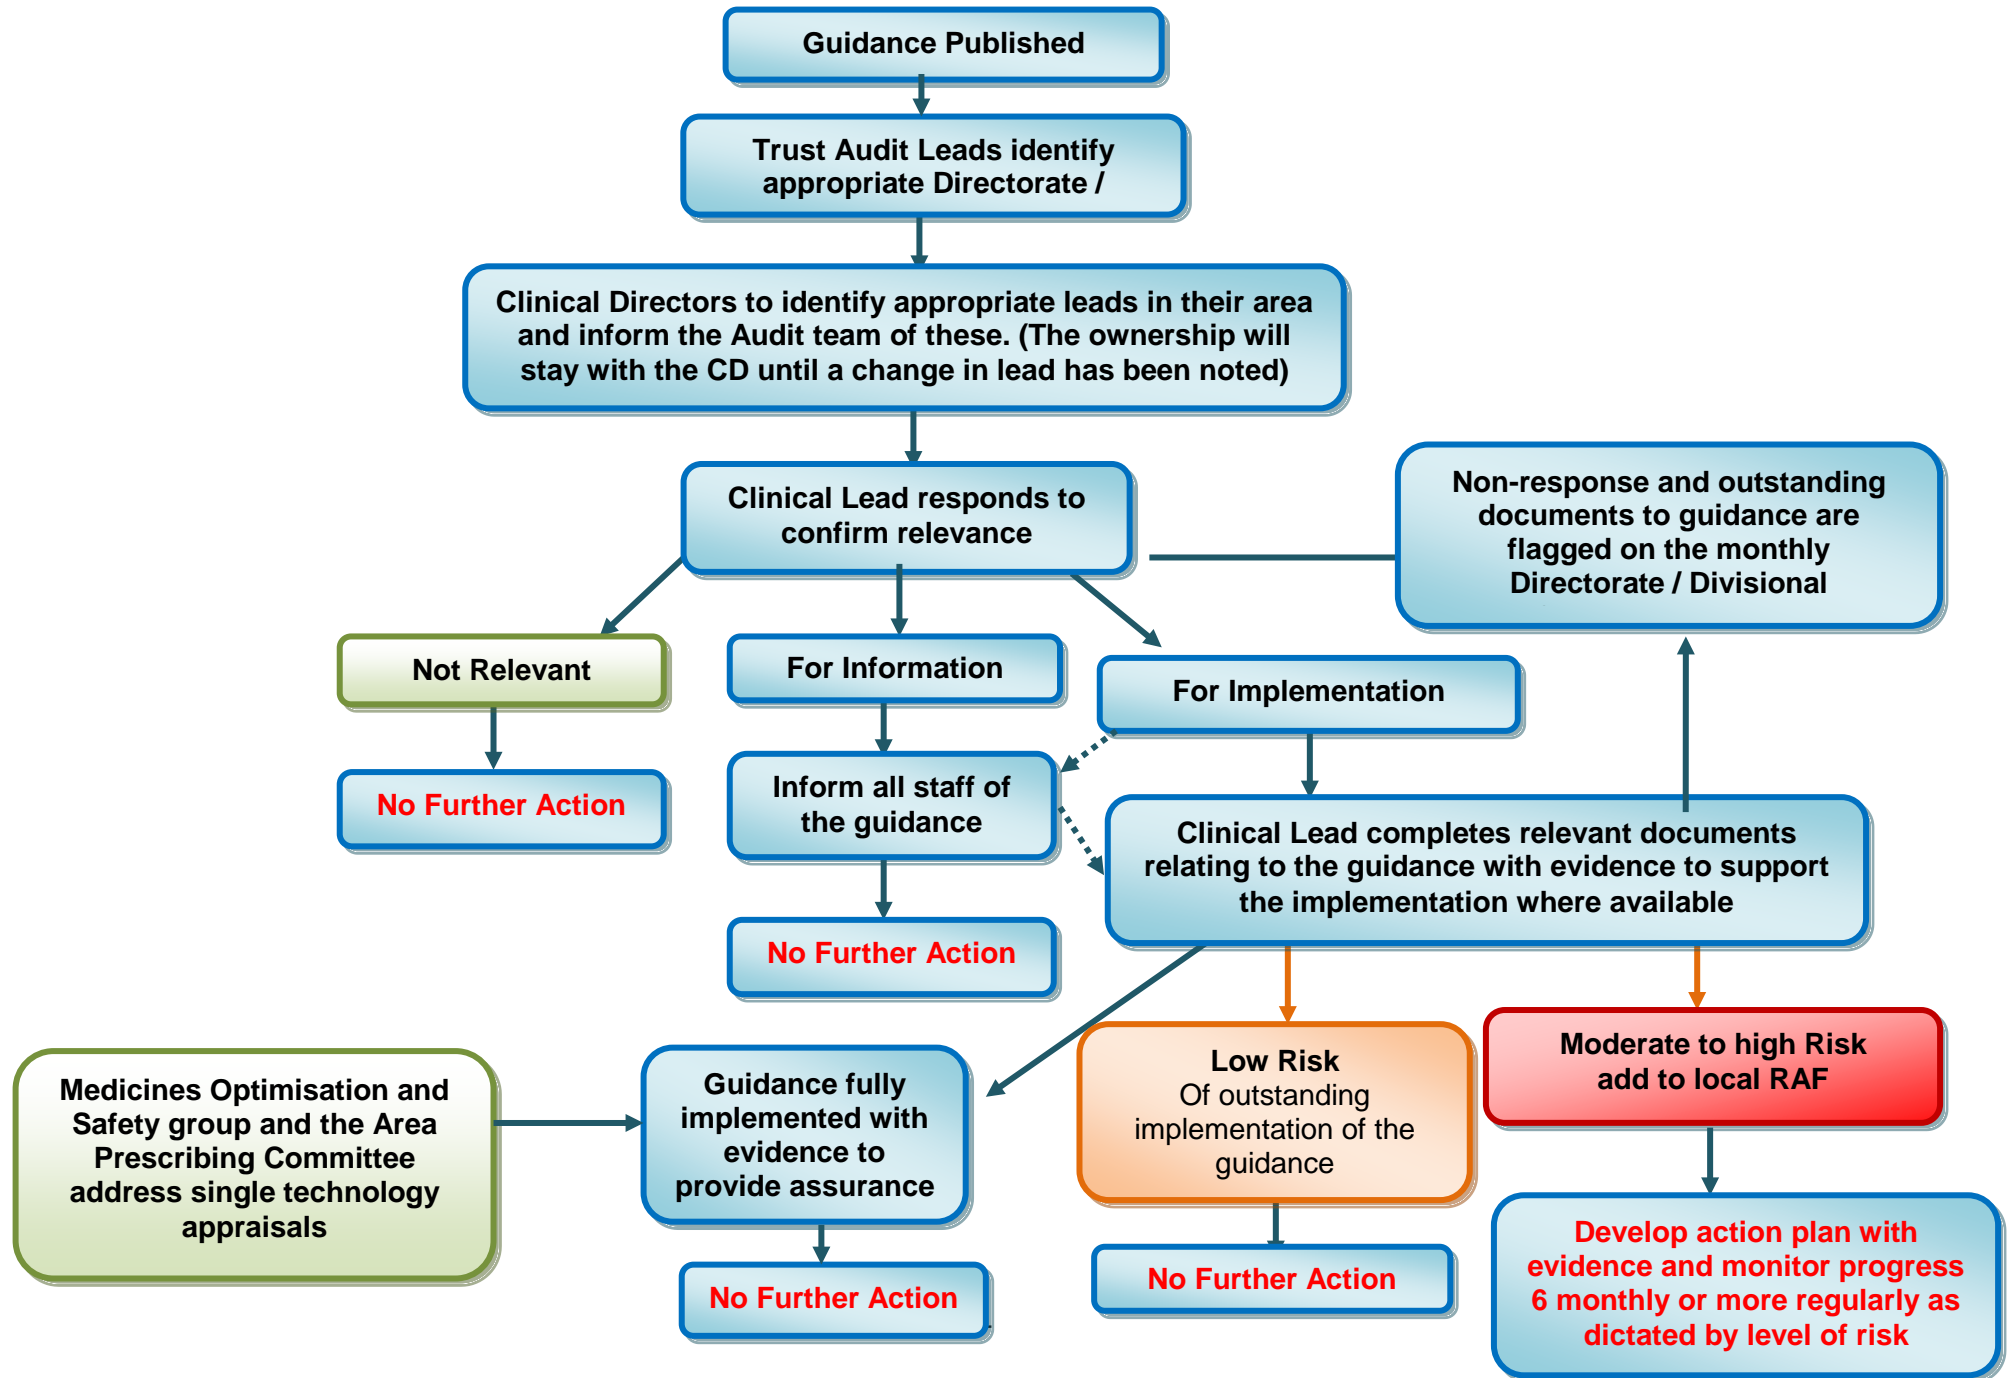 Guidance Published
Trust Audit Leads identify
appropriate Directorate /
Clinical Directors to identify appropriate leads in their area
and inform the Audit team of these. (The ownership will
stay with the CD until a change in lead has been noted)
Clinical Lead responds to
confirm relevance
Non-response and outstanding
documents to guidance are
flagged on the monthly
Directorate / Divisional
Not Relevant
For Information
For Implementation
No Further Action
Inform all staff of
the guidance
Clinical Lead completes relevant documents
relating to the guidance with evidence to support
the implementation where available
No Further Action
Medicines Optimisation and
Safety group and the Area
Prescribing Committee
address single technology
appraisals
Guidance fully
implemented with
evidence to
provide assurance
Low Risk
Of outstanding
implementation of the
guidance
Moderate to high Risk
add to local RAF
No Further Action
.
No Further Action
Develop action plan with
evidence and monitor progress
6 monthly or more regularly as
dictated by level of risk